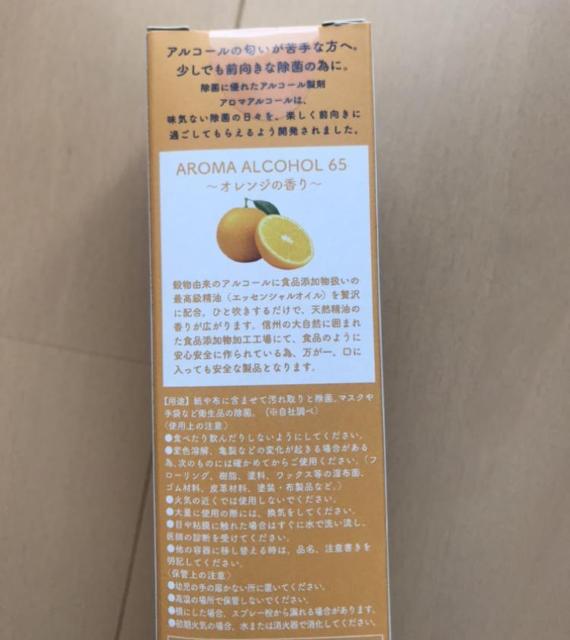 アルコールの匂いが苦手な方へ。
少しでも前向きな除菌の為に。
除菌に優れたアルコール製剤
アロマアルコールは、
味気ない除菌の日々を、楽しく前向きに
過ごしてもらえるよう開発されました。
AROMA ALCOHOL 65
～オレンジの香り～
穀物由来のアルコールに食品添加物扱いの
最高級精油（エッセンシャルオイル）を贅沢
に配合。ひと吹きするだけで、天然精油の
香りが広がります。信州の大自然に囲まれ
た食品添加物加工工場にて、食品のように
安心安全に作られている為、万が一、口に
入っても安全な製品となります。
【用途】紙や布に含ませて汚れ取りと除菌。マスクや
手袋など衛生品の除菌。（※自社調べ）
〈使用上の注意〉
●食べたり飲んだりしないようにしてください。
●変色溶解、亀裂などの変化が起きる場合がある
為、次のものには確かめてからご使用ください。（フ
ローリング、樹脂、塗料、ワックス等の溶布面、
ゴム材料、皮革材料、塗装・布製品など。）
●火気の近くでは使用しないでください。
●大量に使用の際には、換気をしてください。
●目や粘膜に触れた場合はすぐに水で洗い流し、
医師の診断を受けてください。
●他の容器に移し替える時は、品名、注意書きを
明記してください。
〈保管上の注意〉
●幼児の手の届かない所に置いてください。
●高温の場所で保管しないでください。
●横にした場合、スプレー栓から漏れる場合があります。
●初期火気の場合、水または消火器で消化してください。